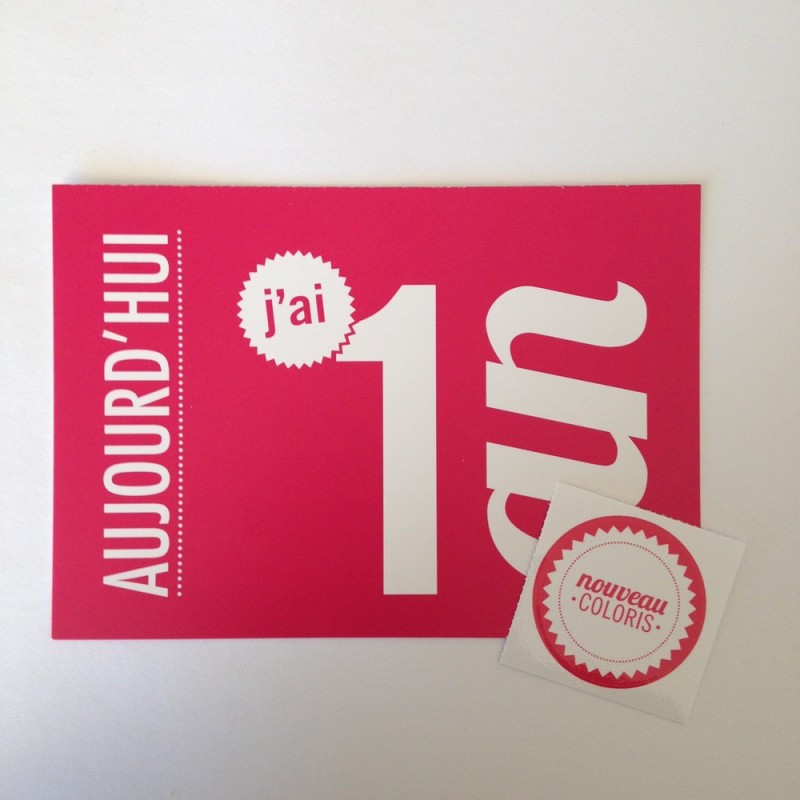 AUJOURD'HUI
j'ai
1
an
nouveau
• COLORIS •